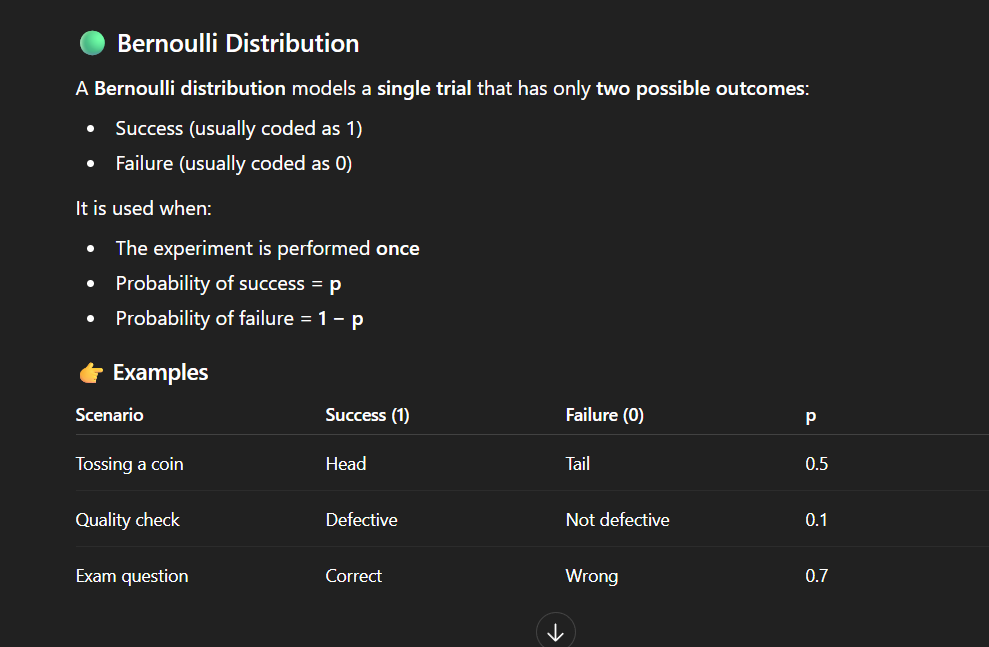 Bernoulli Distribution
A Bernoulli distribution models a single trial that has only two possible outcomes:
• Success (usually coded as 1)
• Failure (usually coded as 0)
It is used when:
• The experiment is performed once
• Probability of success = p
• Probability of failure = 1 − p
👉 Examples
Scenario Success (1) Failure (0) p
Tossing a coin Head Tail 0.5
Quality check Defective Not defective 0.1
Exam question Correct Wrong 0.7